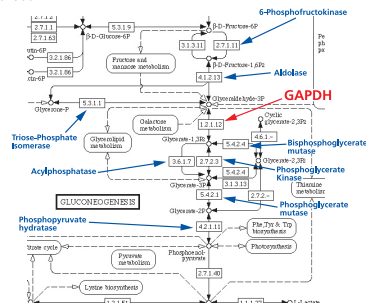 2.7.1.1
2.7.1.63
5.3.1.9
β-D-Glucose-6P
β-D-Fructose-6P
6-Phosphofructokinase
3.2.1.86
3.2.1.86
3.1.3.11
2.7.1.11
Fructose and
mannose metabolism
β-D-Fructose-1,6P2
4.1.2.13
Aldolase
Glycerone-P
Glyceraldehyde-3P
5.3.1.1
GAPDH
Galactose
metabolism
1.2.1.12
Cyclic
glycerate-2,3P2
Triose-Phosphate
Isomerase
Glycerolipid
metabolism
Glycerate-1,3P2
4.6.1.-
5.4.2.4
Bisphosphoglycerate
mutase
Acylphosphatase
3.6.1.7
2.7.2.3
Phosphoglycerate
Kinase
Glycerate-2,3P2
5.4.2.4
Glycerate-3P
3.1.3.13
Thiamine
GLUCONEOGENESIS
5.4.2.1
2.7.2.-
Phosphoglycerate
mutase
Glycerate-2P
Phosphopyruvate
hydratase
4.2.1.11
Phe, Tyr & Trp
biosynthesis
Photosynthesis
Pyruvate
metabolism
Phosphoenol-
pyruvate
2.7.1.40
Lysine biosynthesis